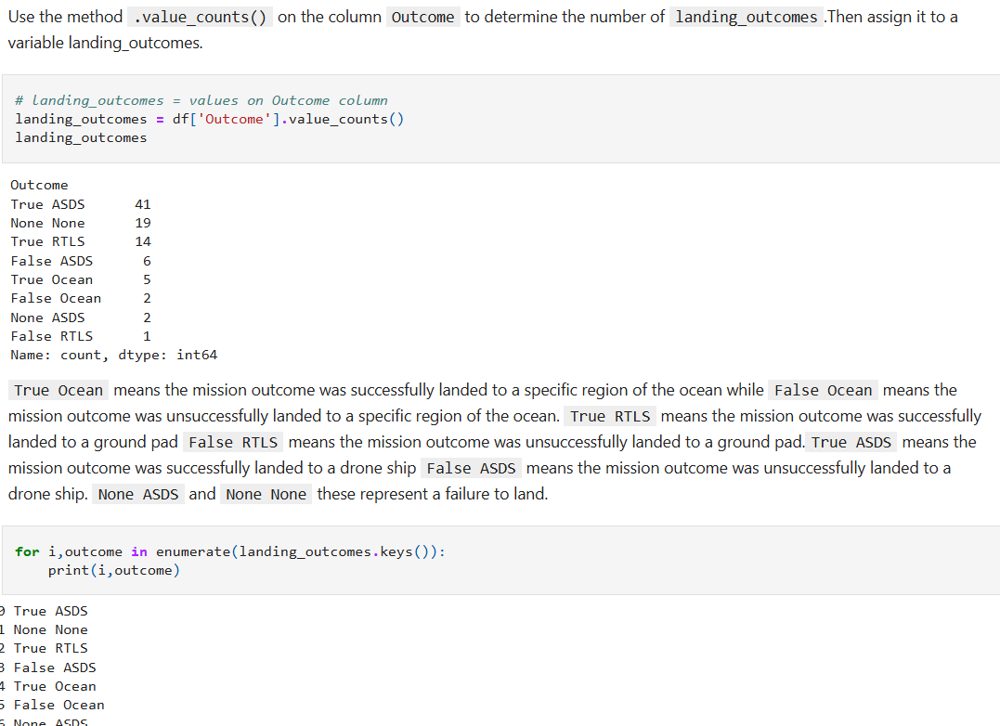 Use the method .value_counts() on the column Outcome to determine the number of landing_outcomes .Then assign it to a
variable landing_outcomes.
# landing_outcomes = values on Outcome column
landing_outcomes = df['Outcome'].value_counts()
landing_outcomes
Outcome
True ASDS 41
None None 19
True RTLS 14
False ASDS 6
True Ocean 5
False Ocean 2
None ASDS 2
False RTLS 1
Name: count, dtype: int64
True Ocean means the mission outcome was successfully landed to a specific region of the ocean while False Ocean means the
mission outcome was unsuccessfully landed to a specific region of the ocean. True RTLS means the mission outcome was successfully
landed to a ground pad False RTLS means the mission outcome was unsuccessfully landed to a ground pad. True ASDS means the
mission outcome was successfully landed to a drone ship False ASDS means the mission outcome was unsuccessfully landed to a
drone ship. None ASDS and None None these represent a failure to land.
for i,outcome in enumerate(landing_outcomes.keys()):
print(i,outcome)
0 True ASDS
1 None None
2 True RTLS
3 False ASDS
4 True Ocean
5 False Ocean
6 None ASDS